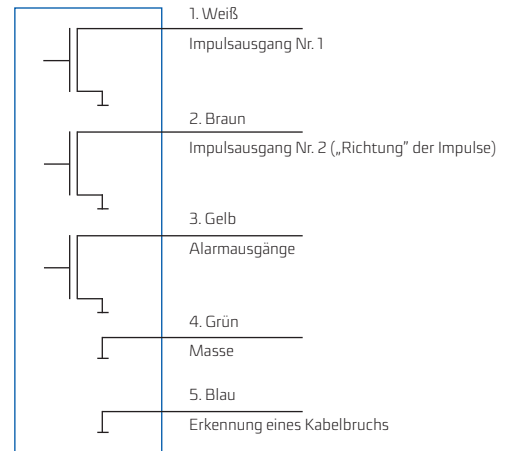 1. Weiß
Impulsausgang Nr. 1
2. Braun
Impulsausgang Nr. 2 („Richtung” der Impulse)
3. Gelb
Alarmausgänge
4. Grün
Masse
5. Blau
Erkennung eines Kabelbruchs